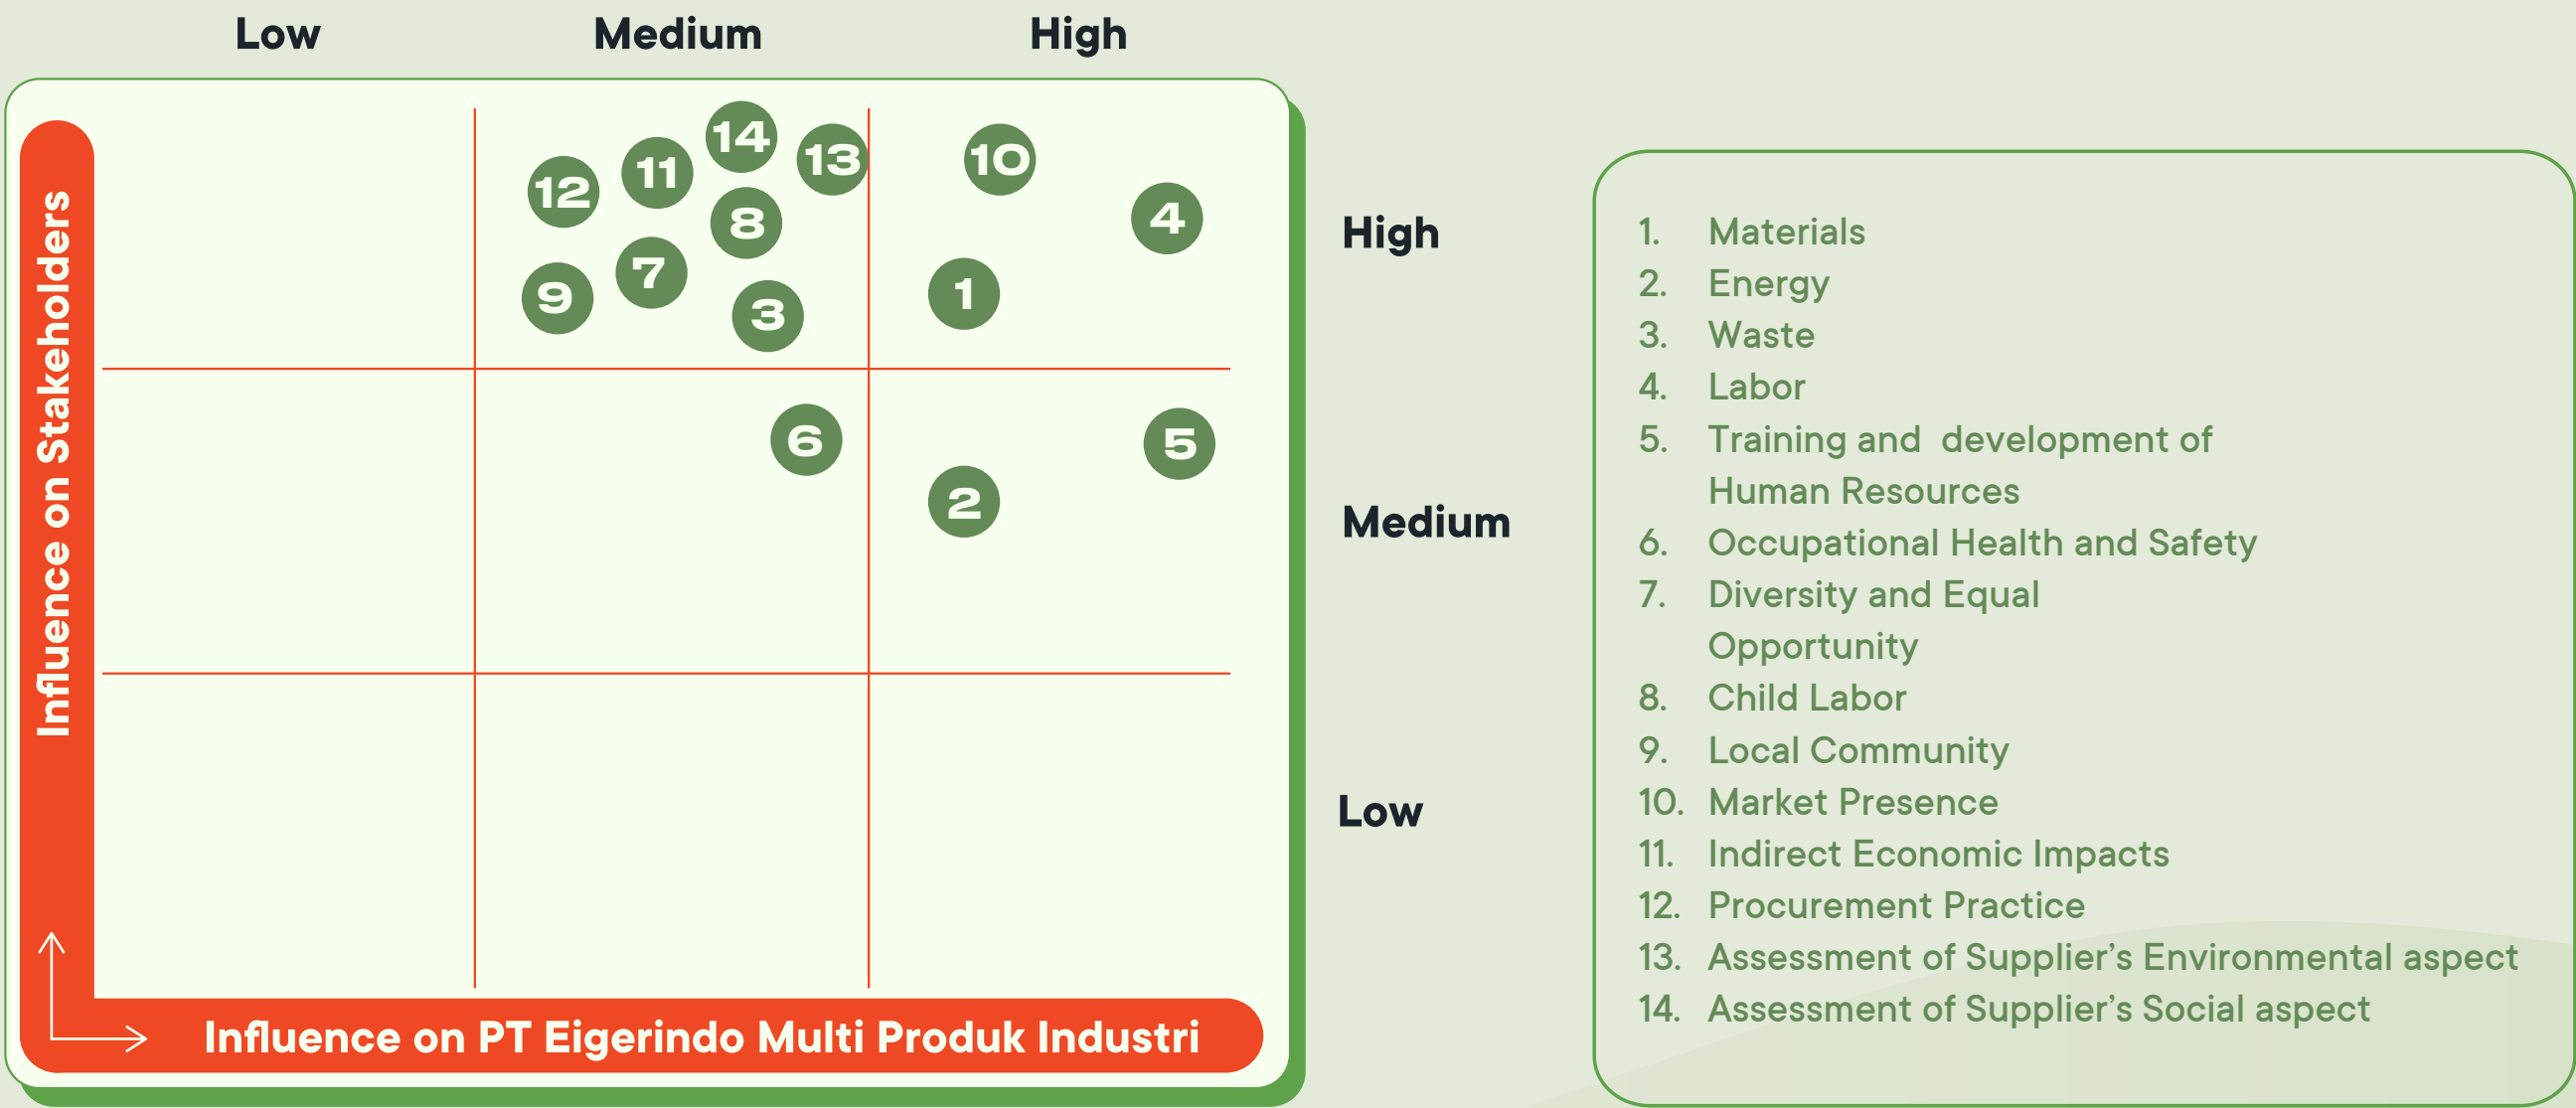 Low Medium High
14
13
10
11
12
4
8
7
1
9
3
6
5
2
High
Medium
Low
Influence on Stakeholders
Influence on PT Eigerindo Multi Produk Industri
1. Materials
2. Energy
3. Waste
4. Labor
5. Training and development of
Human Resources
6. Occupational Health and Safety
7. Diversity and Equal
Opportunity
8. Child Labor
9. Local Community
10. Market Presence
11. Indirect Economic Impacts
12. Procurement Practice
13. Assessment of Supplier’s Environmental aspect
14. Assessment of Supplier’s Social aspect